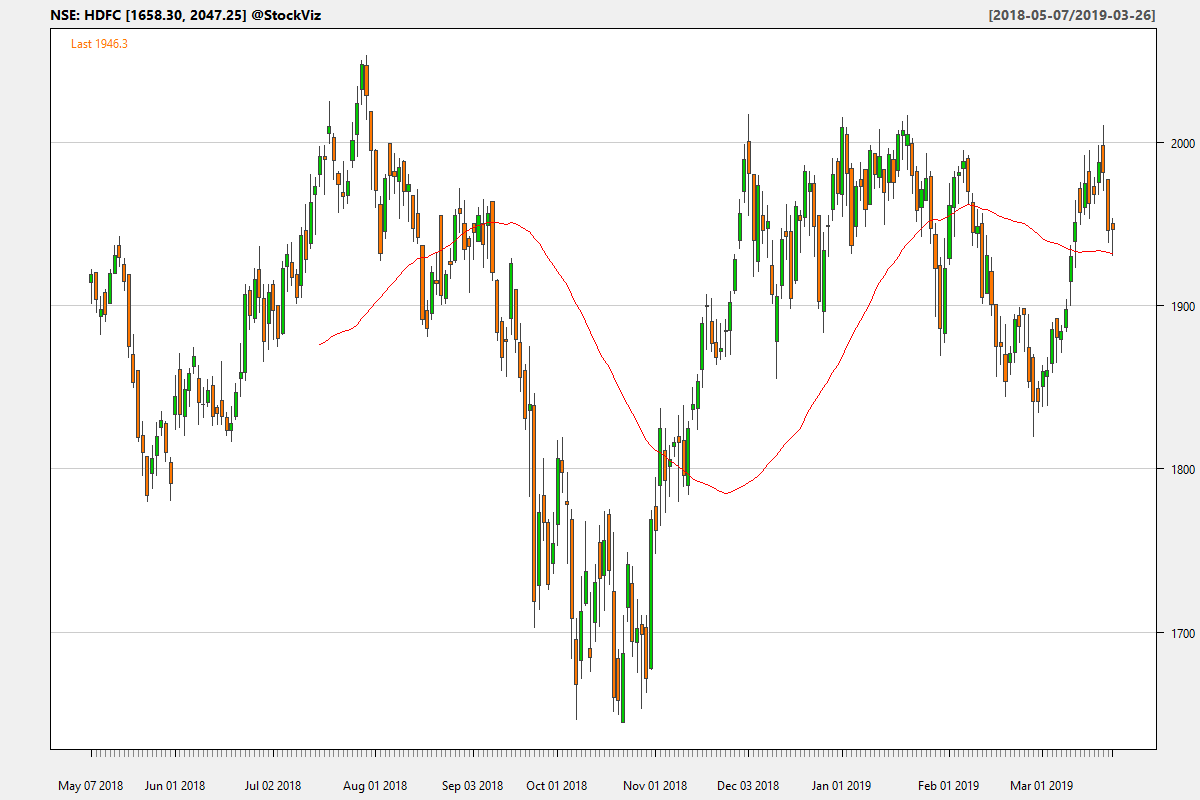 NSE: HDFC [1658.30, 2047.25] @StockViz
[2018-05-07/2019-03-26]
Last 1946.3
2000
1900
1800
1700
May 07 2018 Jun 01 2018 Jul 02 2018 Aug 01 2018 Sep 03 2018 Oct 01 2018 Nov 01 2018 Dec 03 2018 Jan 01 2019 Feb 01 2019 Mar 01 2019